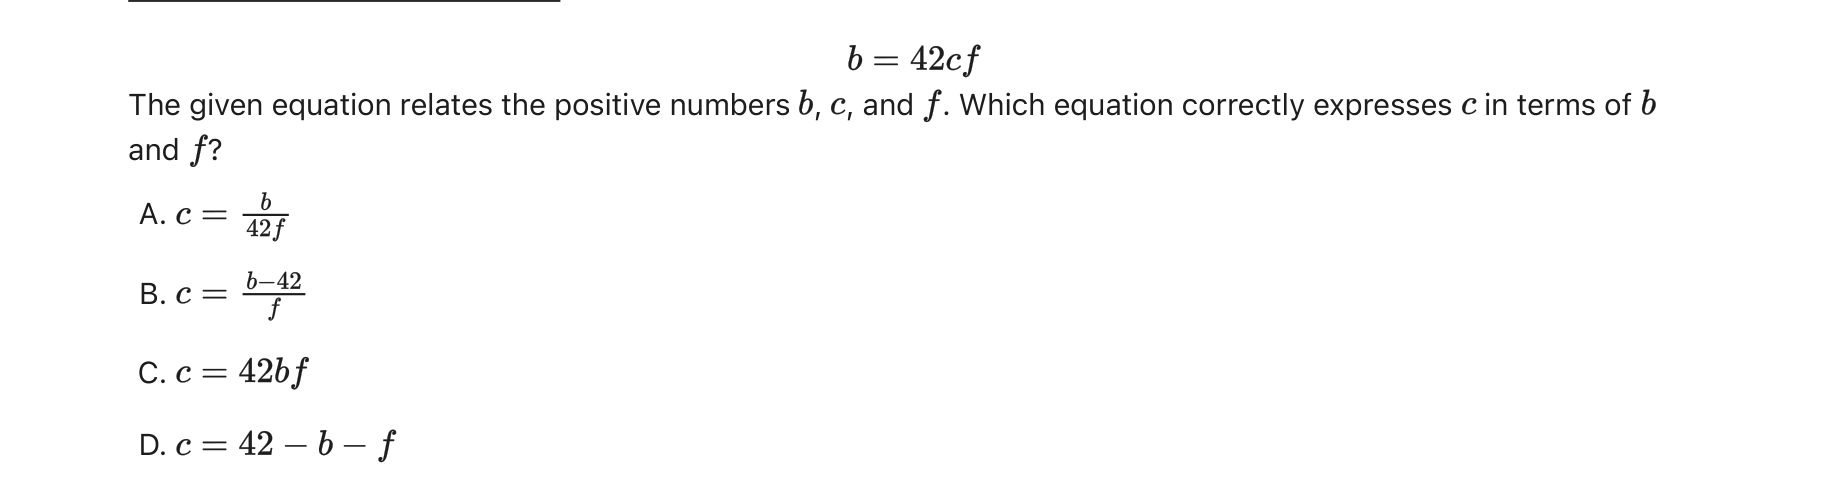 b = 42cf
The given equation relates the positive numbers b, c, and f. Which equation correctly expresses c in terms of b
and f?
A. c = \frac{b}{42f}
B. c = \frac{b-42}{f}
C. c = 42bf
D. c = 42 − b − f